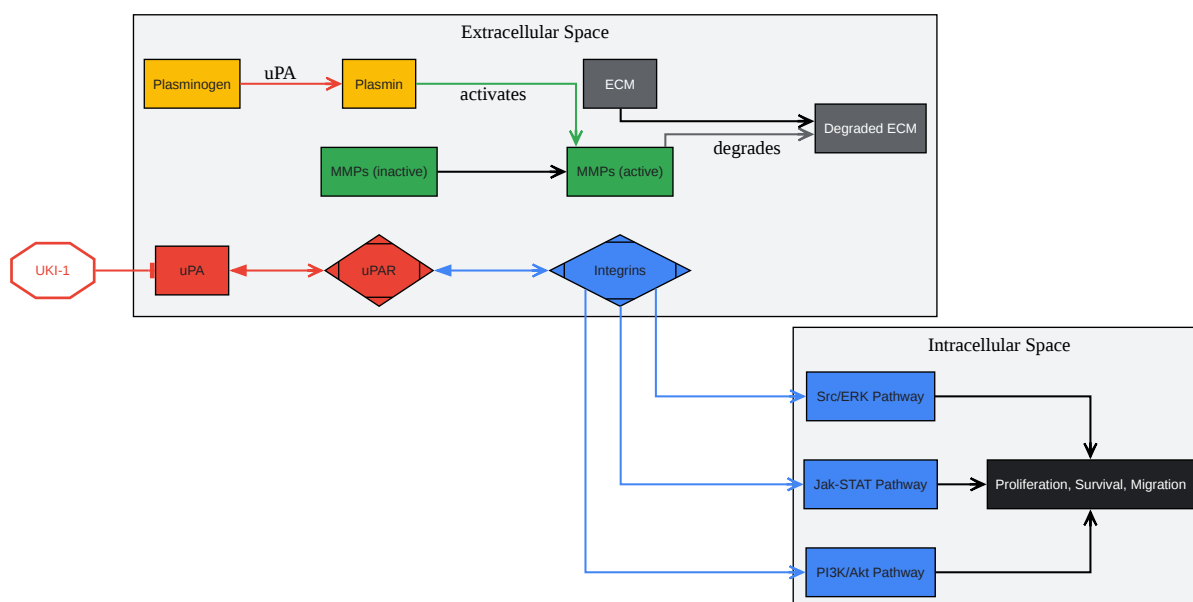 Extracellular Space
Plasminogen
uPA
Plasmin
activates
ECM
Degraded ECM
degrades
MMPs (inactive)
MMPs (active)
UKI-1
uPA
uPAR
Integrins
Intracellular Space
Src/ERK Pathway
Jak-STAT Pathway
Proliferation, Survival, Migration
PI3K/Akt Pathway